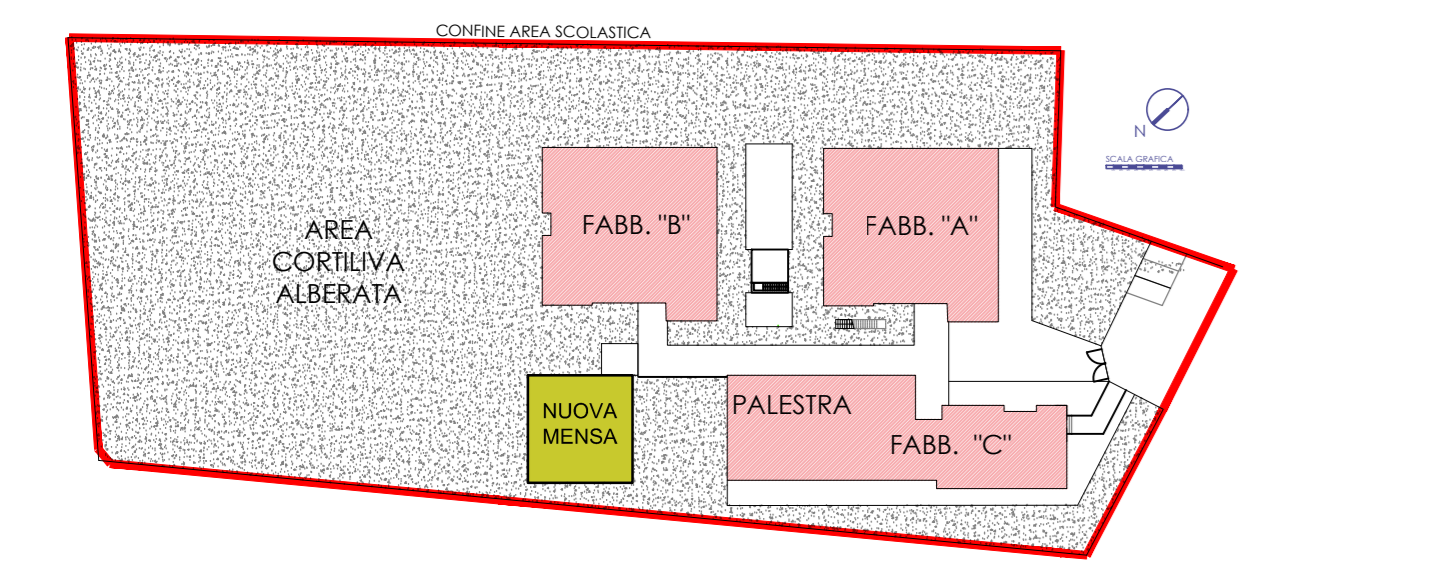 CONFINE AREA SCOLASTICA
N
SCALA GRAFICA
FABB. "B"
FABB. "A"
AREA
CORTILIVA
ALBERATA
NUOVA
MENSA
PALESTRA
FABB. "C"